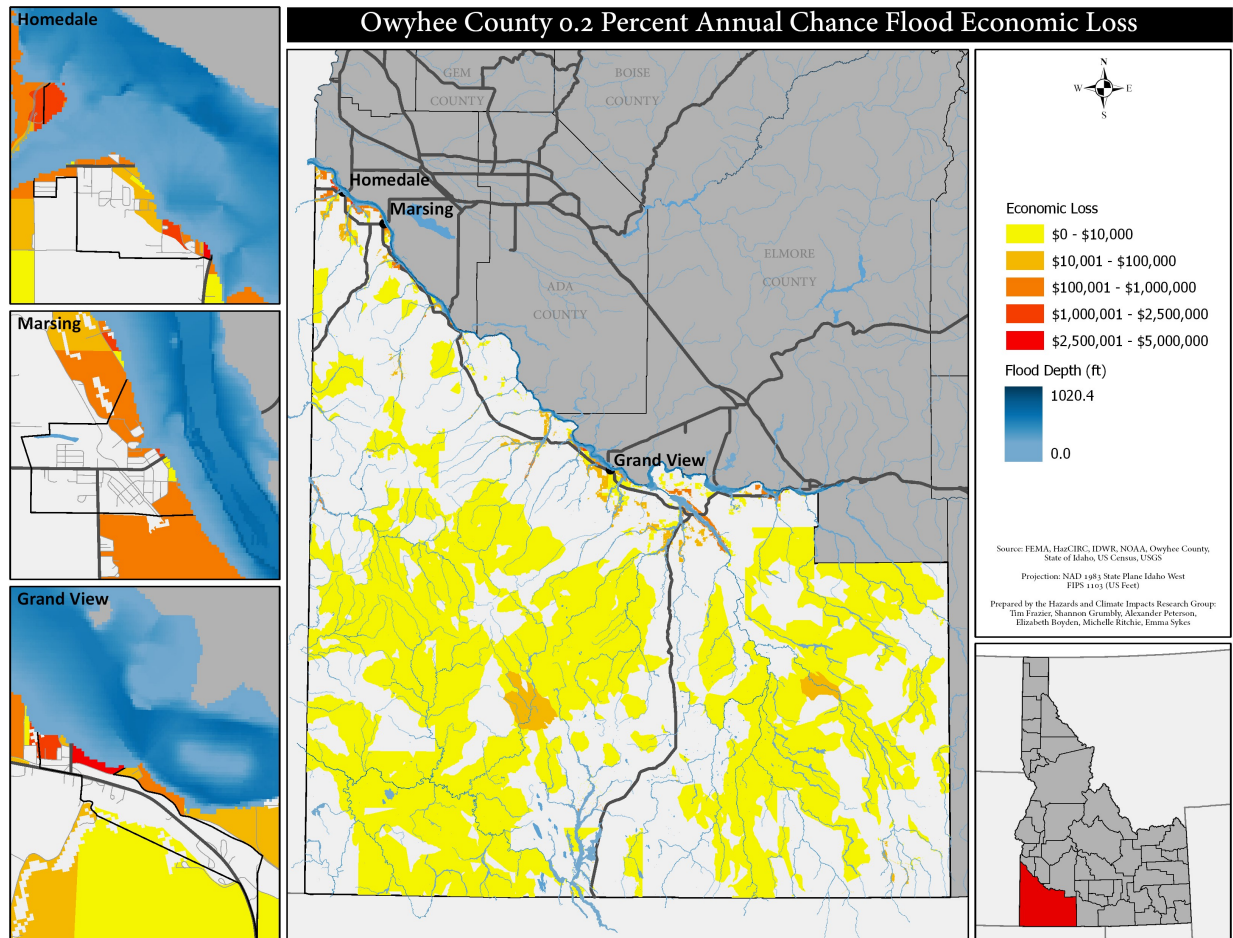 Owyhee County 0.2 Percent Annual Chance Flood Economic Loss
Homedale
Marsing
Grand View
GEM
COUNTY
BOISE
COUNTY
Homedale
Marsing
ADA
COUNTY
ELMORE
COUNTY
Grand View
N
W
E
S
Economic Loss
$0 - $10,000
$10,001 - $100,000
$100,001 - $1,000,000
$1,000,001 - $2,500,000
$2,500,001 - $5,000,000
Flood Depth (ft)
1020.4
0.0
Source: FEMA, HazCIRC, IDWR, NOAA, Owyhee County,
State of Idaho, US Census, USGS
Projection: NAD 1983 State Plane Idaho West
FIPS 1103 (US Feet)
Prepared by the Hazards and Climate Impacts Research Group:
Tim Frazier, Shannon Grumbly, Alexander Peterson,
Elizabeth Boyden, Michelle Ritchie, Emma Sykes